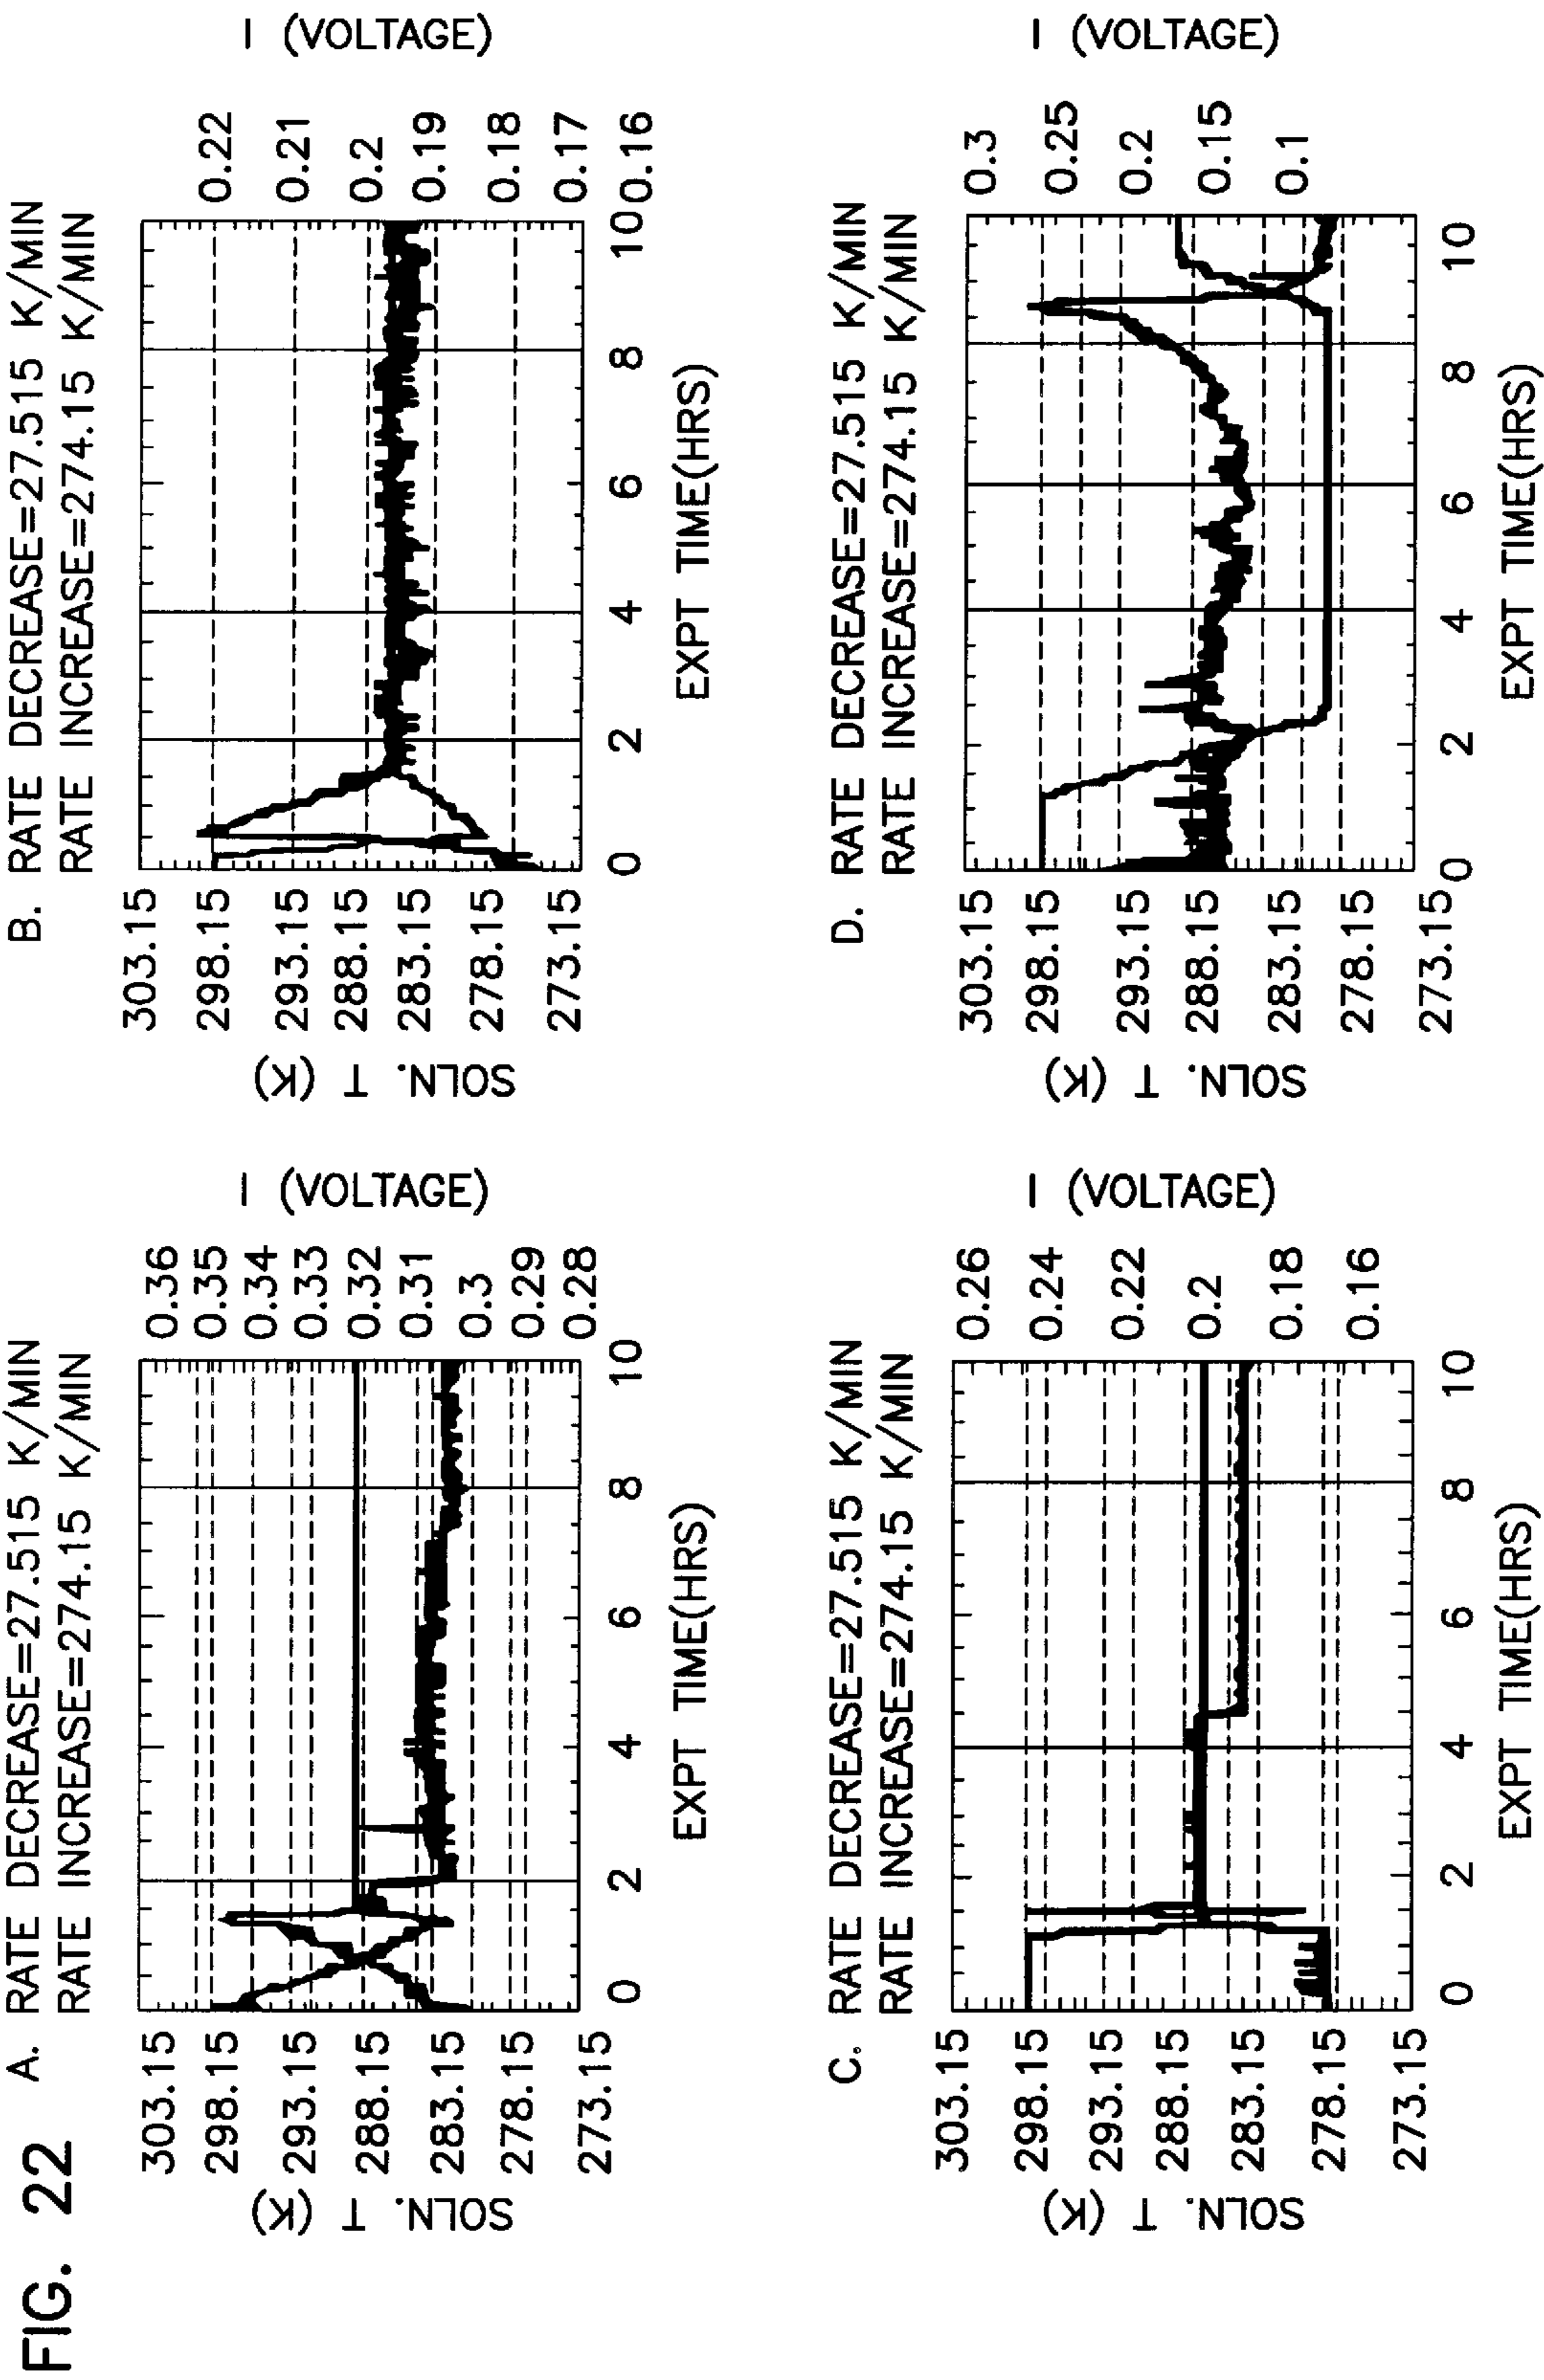 FIG. 22
A. RATE DECREASE=27.515 K/MIN
RATE INCREASE=274.15 K/MIN
SOLN. T (K)
303.15
298.15
293.15
288.15
283.15
278.15
273.15
0 2 4 6 8 10
EXPT TIME(HRS)
0.36
0.35
0.34
0.33
0.32
0.31
0.3
0.29
0.28
I (VOLTAGE)
B. RATE DECREASE=27.515 K/MIN
RATE INCREASE=274.15 K/MIN
SOLN. T (K)
303.15
298.15
293.15
288.15
283.15
278.15
273.15
0 2 4 6 8 10
EXPT TIME(HRS)
0.22
0.21
0.2
0.19
0.18
0.17
0.16
I (VOLTAGE)
C. RATE DECREASE=27.515 K/MIN
RATE INCREASE=274.15 K/MIN
SOLN. T (K)
303.15
298.15
293.15
288.15
283.15
278.15
273.15
0 2 4 6 8 10
EXPT TIME(HRS)
0.26
0.24
0.22
0.2
0.18
0.16
I (VOLTAGE)
D. RATE DECREASE=27.515 K/MIN
RATE INCREASE=274.15 K/MIN
SOLN. T (K)
303.15
298.15
293.15
288.15
283.15
278.15
273.15
0 2 4 6 8 10
EXPT TIME(HRS)
0.3
0.25
0.2
0.15
0.1
I (VOLTAGE)